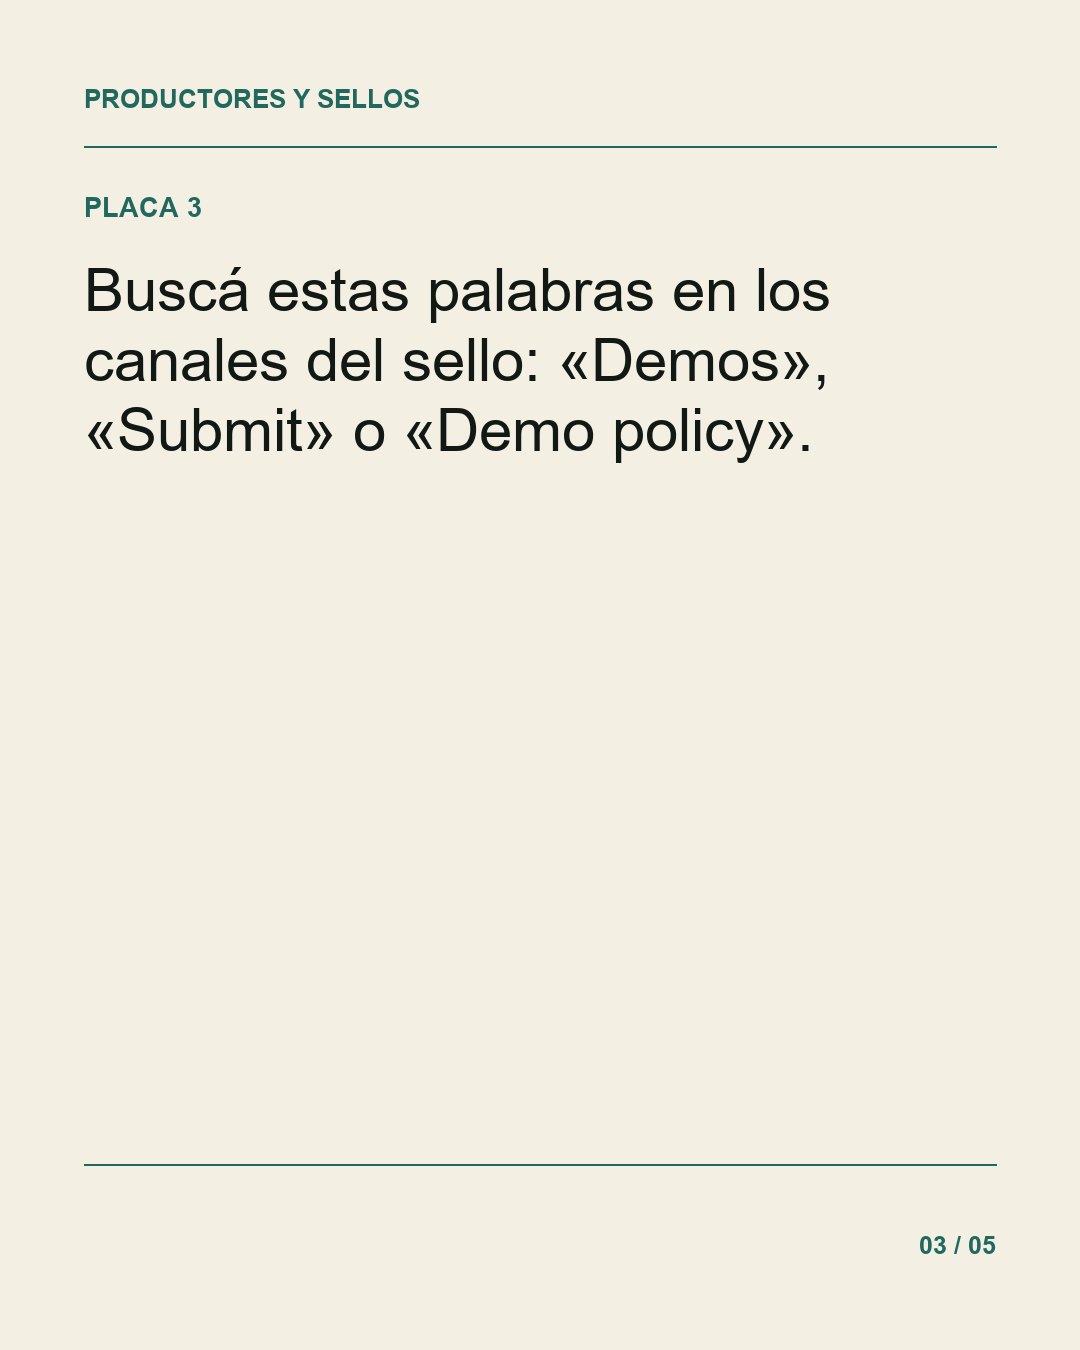 PRODUCTORES Y SELLOS
PLACA 3
Buscá estas palabras en los
canales del sello: «Demos»,
«Submit» o «Demo policy».
03 / 05